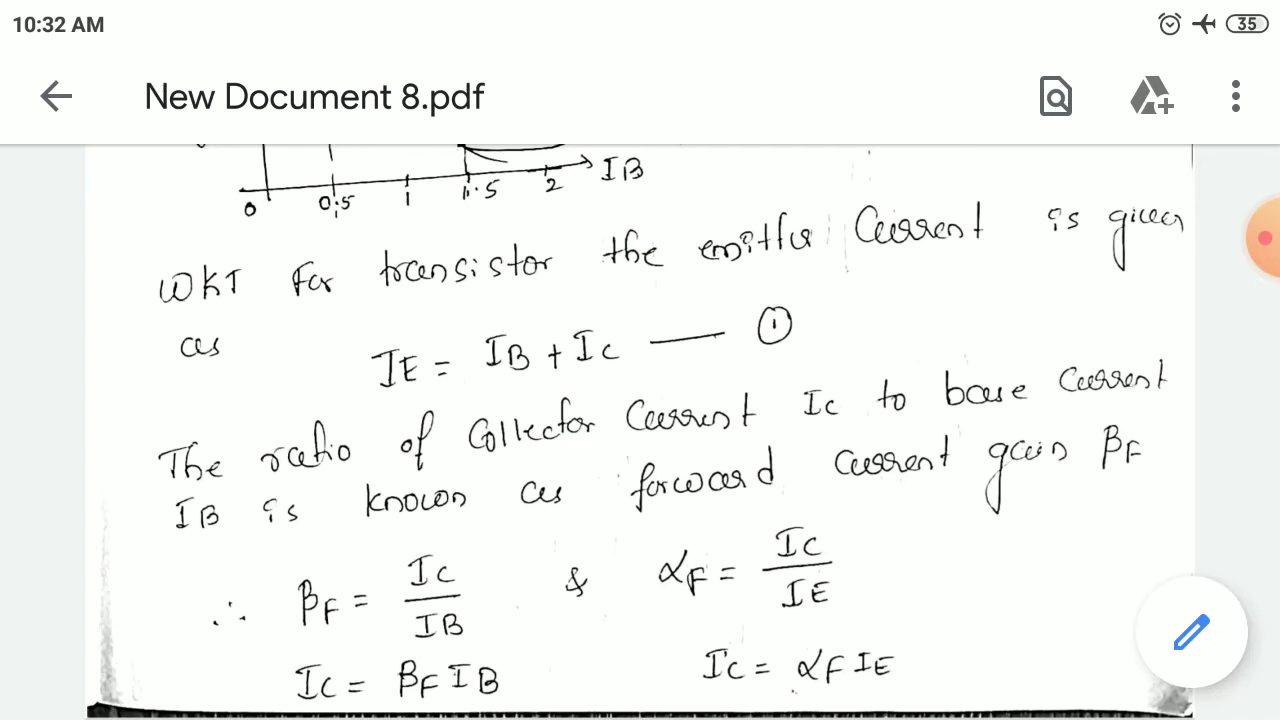 10:32 AM 35
New Document 8.pdf
IB
0 0.5 1 1.5 2
WKT For transistor the emitter Current is given
as
IE = IB + IC — ①
The ratio of Collector Current Ic to base current
IB is known as forward current gain βF
∴ βF = IC / IB & αF = IC / IE
IC = βF IB IC = αF IE